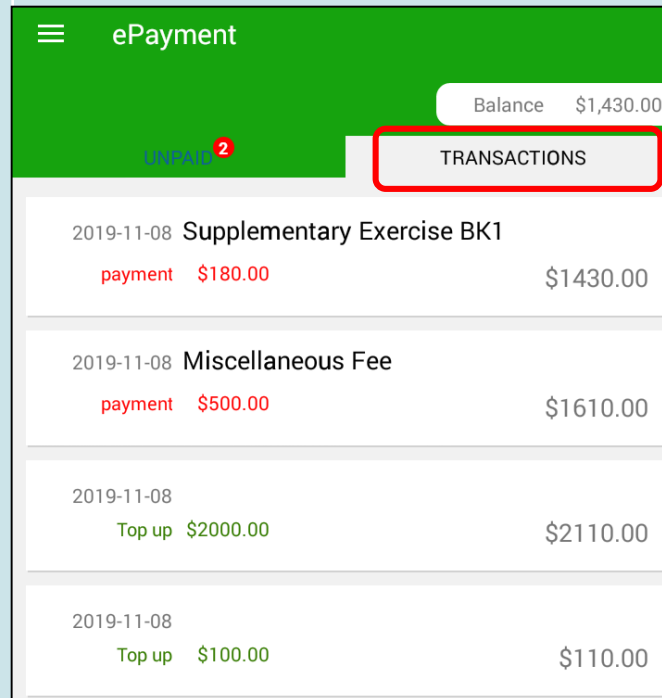 ePayment
Balance $1,430.00
UNPAID 2
TRANSACTIONS
2019-11-08 Supplementary Exercise BK1
payment $180.00 $1430.00
2019-11-08 Miscellaneous Fee
payment $500.00 $1610.00
2019-11-08
Top up $2000.00 $2110.00
2019-11-08
Top up $100.00 $110.00